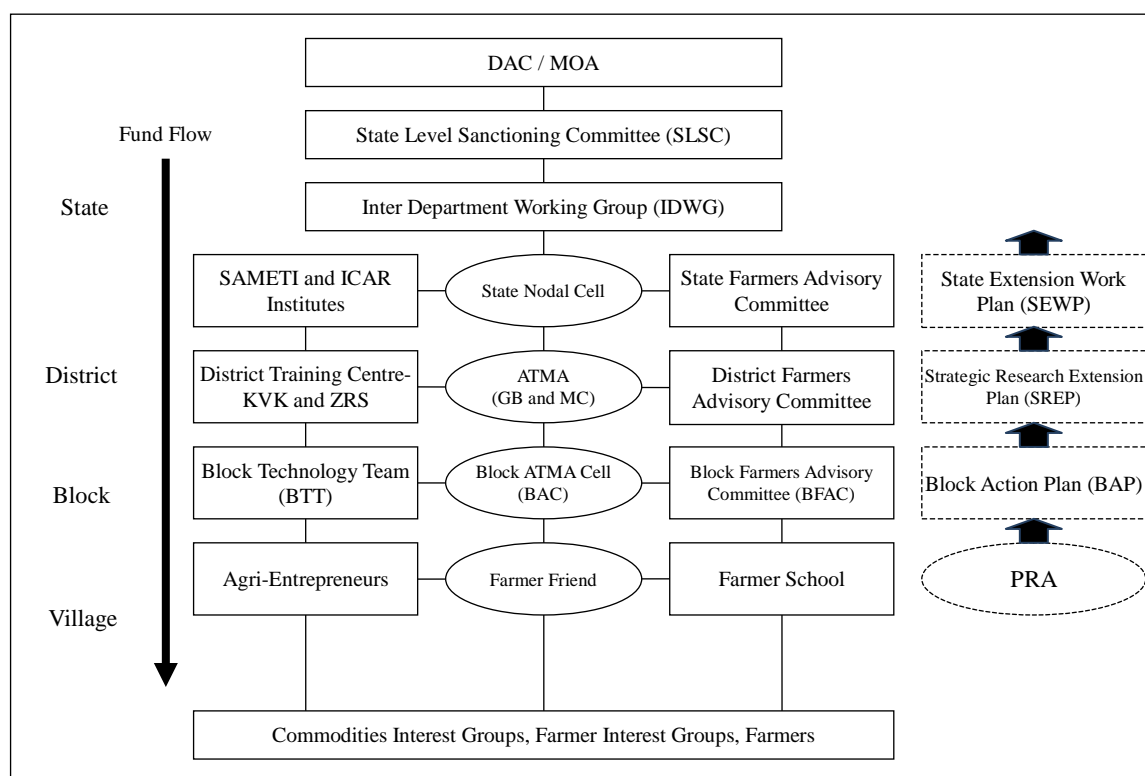 DAC / MOA
Fund Flow
State Level Sanctioning Committee (SLSC)
State
Inter Department Working Group (IDWG)
SAMETI and ICAR
Institutes
State Nodal Cell
State Farmers Advisory
Committee
State Extension Work
Plan (SEWP)
District
District Training Centre-
KVK and ZRS
ATMA
(GB and MC)
District Farmers
Advisory Committee
Strategic Research Extension
Plan (SREP)
Block
Block Technology Team
(BTT)
Block ATMA Cell
(BAC)
Block Farmers Advisory
Committee (BFAC)
Block Action Plan (BAP)
Village
Agri-Entrepreneurs
Farmer Friend
Farmer School
PRA
Commodities Interest Groups, Farmer Interest Groups, Farmers